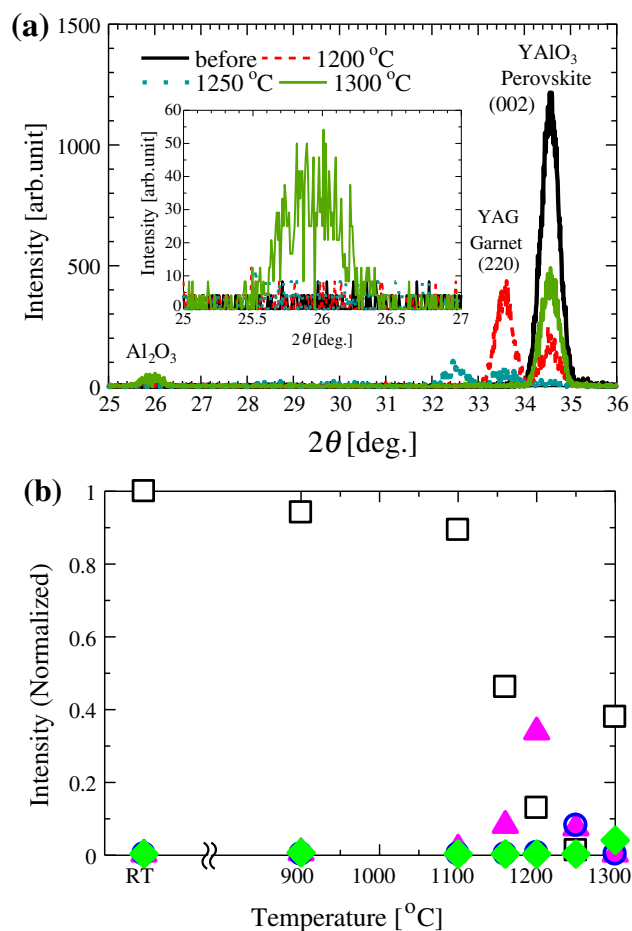 (a)
1500
1000
500
0
Intensity [arb.unit]
before 1200 °C
1250 °C 1300 °C
YAlO₃
Perovskite
(002)
YAG
Garnet
(220)
Al₂O₃
60
50
40
30
20
10
0
Intensity [arb.unit]
25 25.5 26 26.5 27
2θ [deg.]
25 26 27 28 29 30 31 32 33 34 35 36
2θ [deg.]
(b)
1
0.8
0.6
0.4
0.2
0
Intensity (Normalized)
RT 900 1000 1100 1200 1300
Temperature [°C]